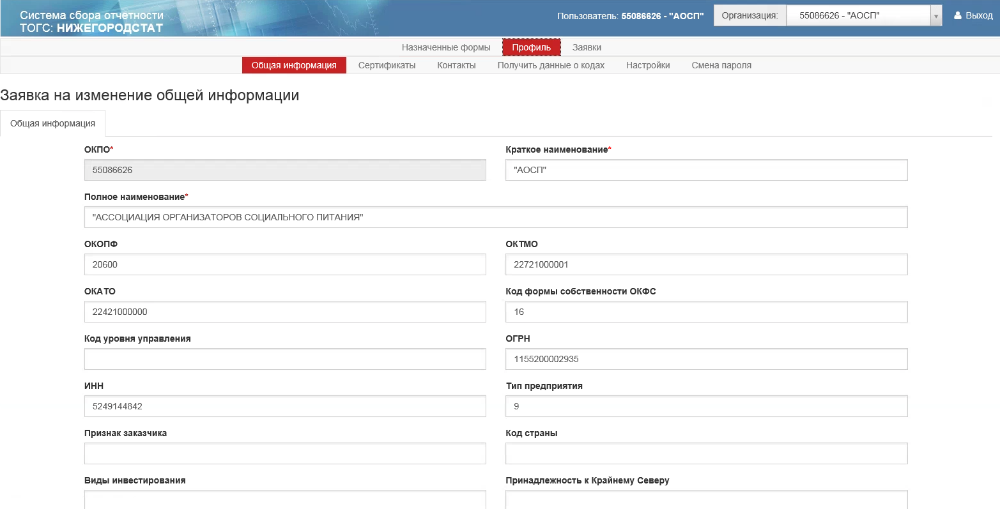 Система сбора отчетности
ТОГС: НИЖЕГОРОДСТАТ
Пользователь: 55086626 - "АОСП"
Организация: 55086626 - "АОСП"
Выход
Назначенные формы Профиль Заявки
Общая информация Сертификаты Контакты Получить данные о кодах Настройки Смена пароля
Заявка на изменение общей информации
Общая информация
ОКПО* Краткое наименование*
55086626 "АОСП"
Полное наименование*
"АССОЦИАЦИЯ ОРГАНИЗАТОРОВ СОЦИАЛЬНОГО ПИТАНИЯ"
ОКОПФ ОКТМО
20600 22721000001
ОКАТО Код формы собственности ОКФС
22421000000 16
Код уровня управления ОГРН
1155200002935
ИНН Тип предприятия
5249144842 9
Признак заказчика Код страны
Виды инвестирования Принадлежность к Крайнему Северу